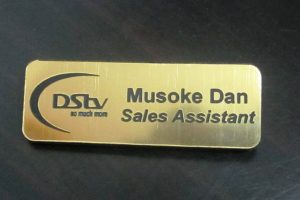 DStv
so much more
Musoke Dan
Sales Assistant